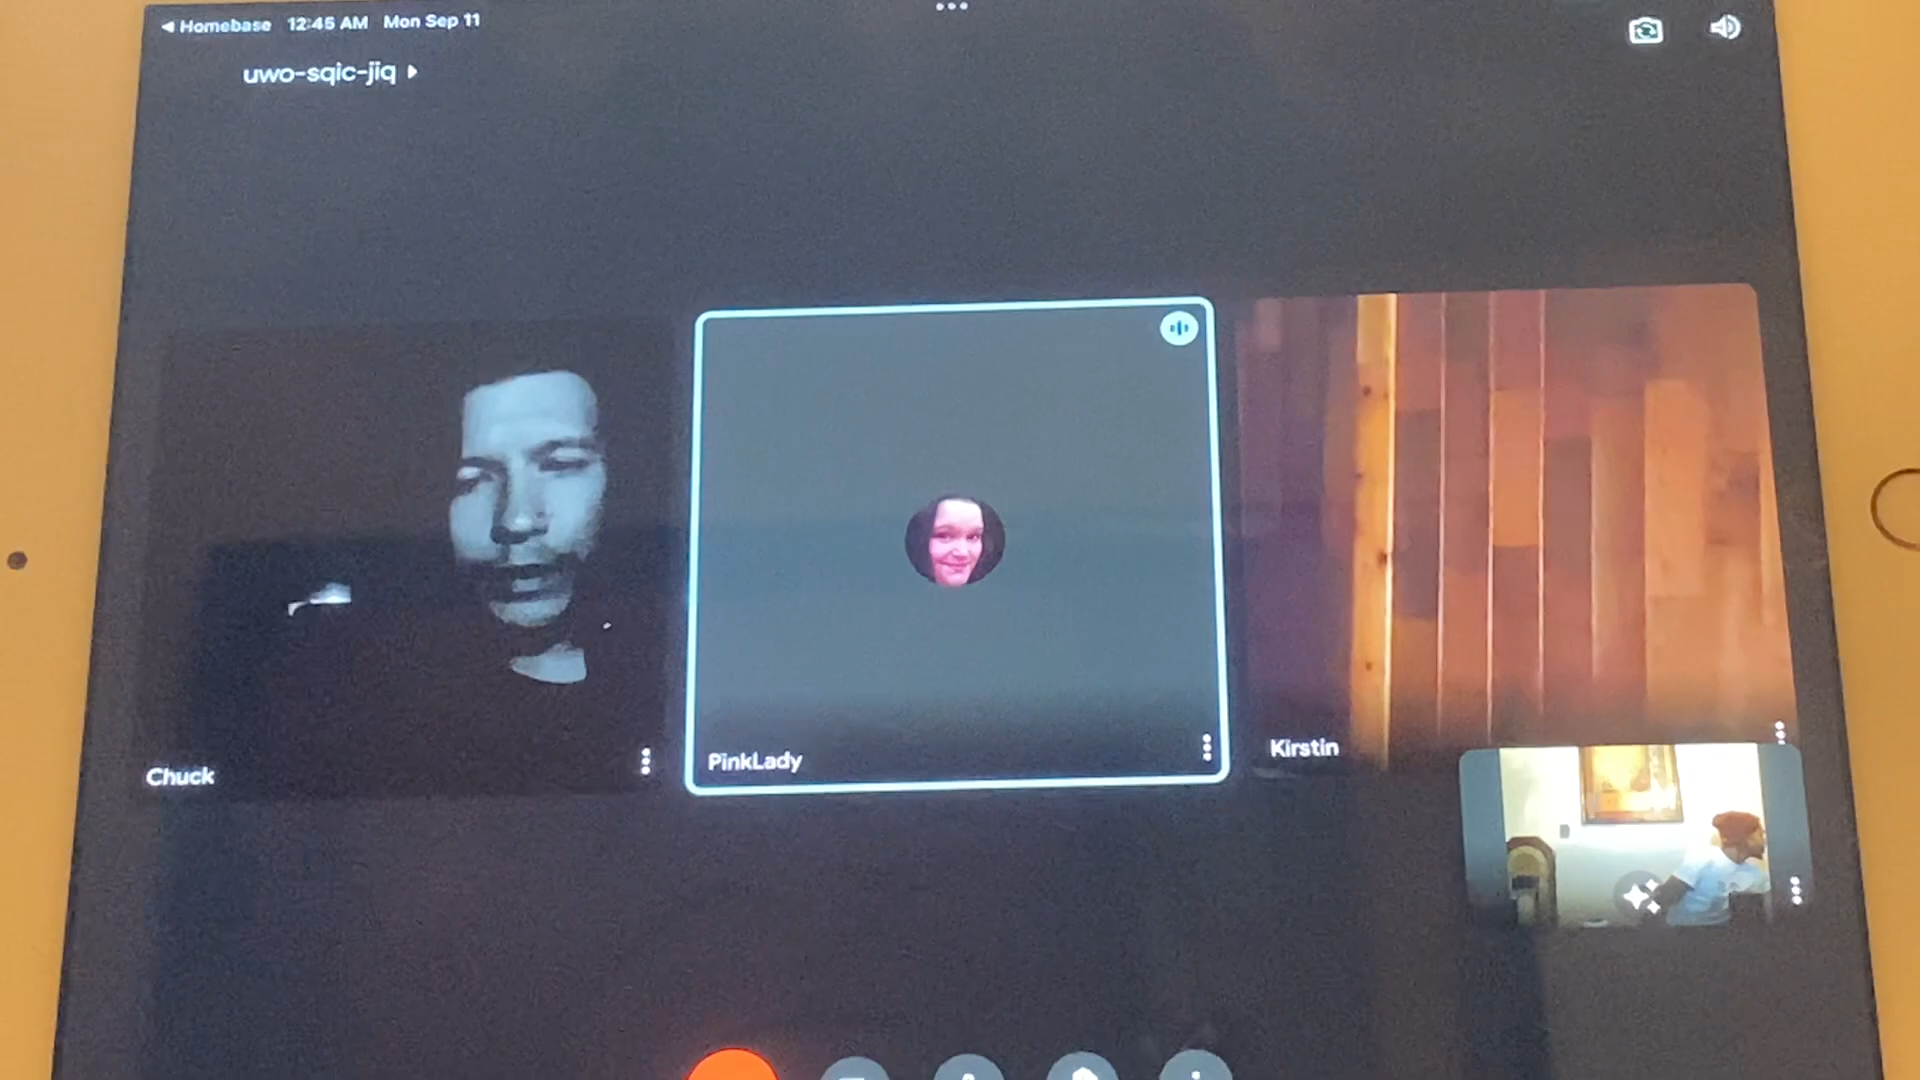 ◀ Homebase 12:45 AM Mon Sep 11
uwo-sqic-jiq
Chuck
PinkLady
Kirstin